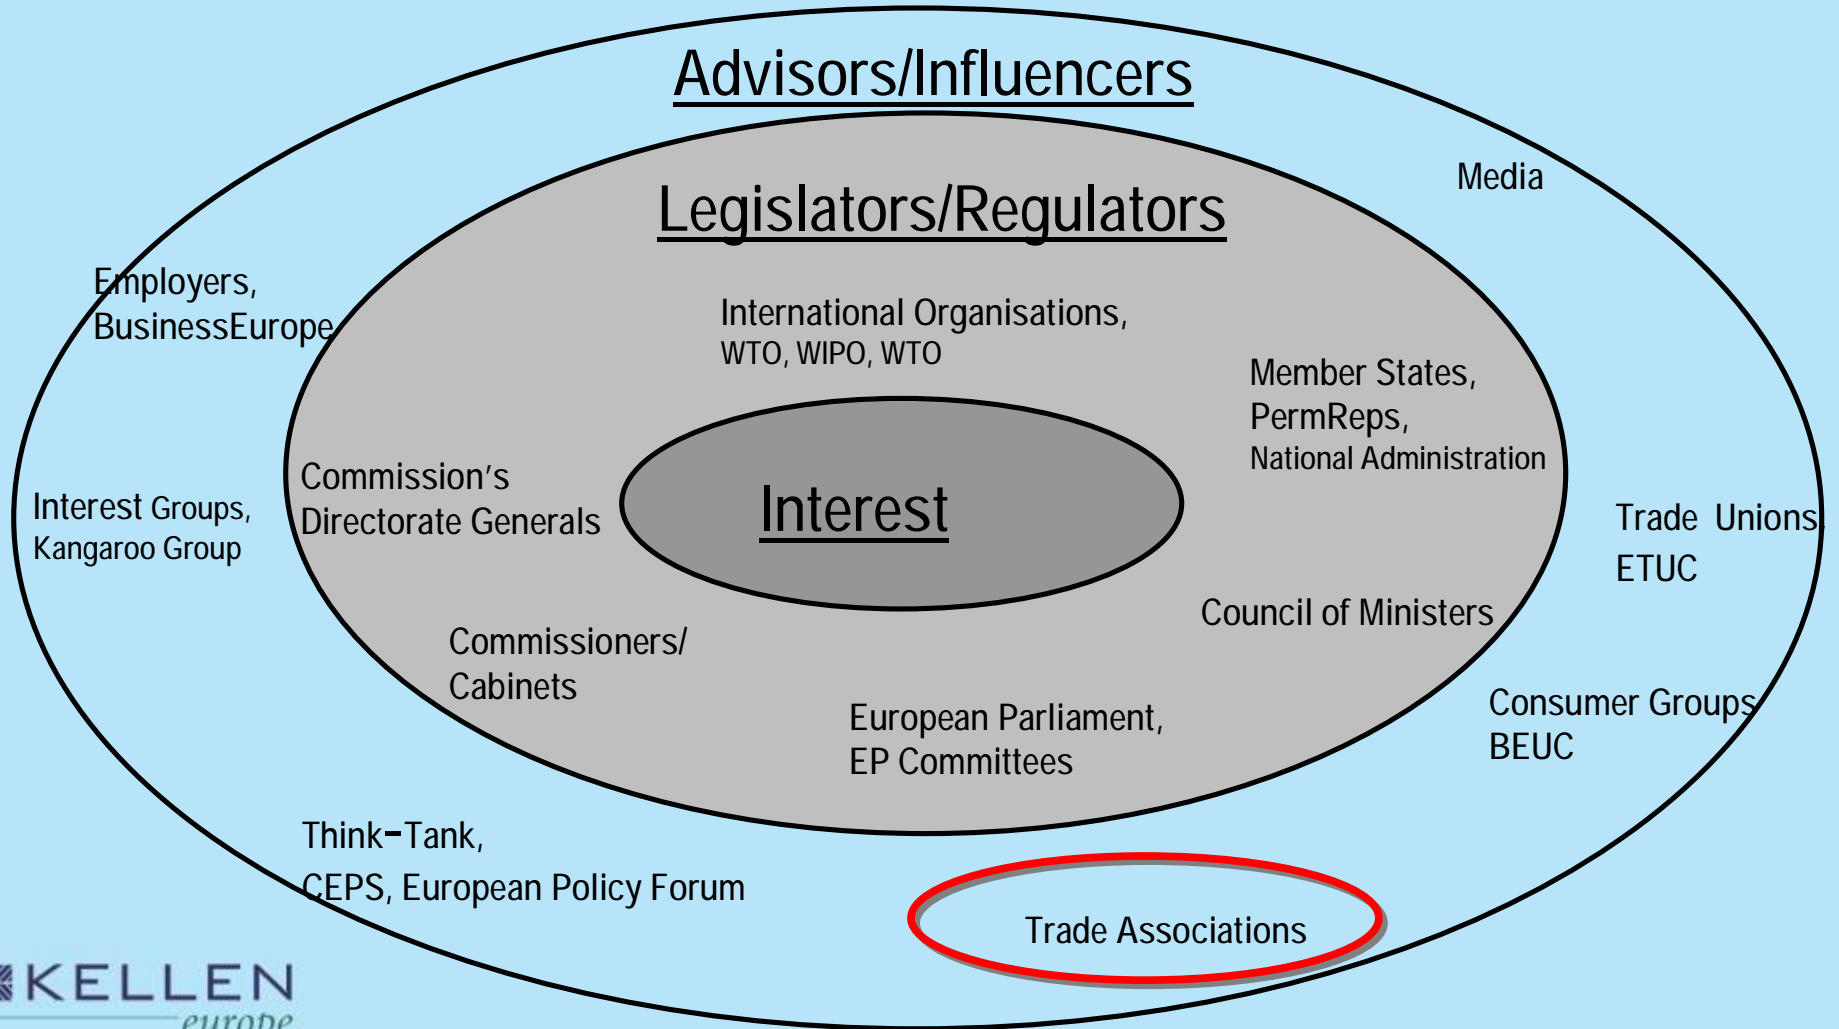 Advisors/Influencers
Media
Legislators/Regulators
Employers,
BusinessEurope
International Organisations,
WTO, WIPO, WTO
Member States,
PermReps,
National Administration
Commission's
Directorate Generals
Interest
Interest Groups,
Kangaroo Group
Trade Unions,
ETUC
Council of Ministers
Commissioners/
Cabinets
European Parliament,
EP Committees
Consumer Groups
BEUC
Think-Tank,
CEPS, European Policy Forum
Trade Associations
KELLEN
europe